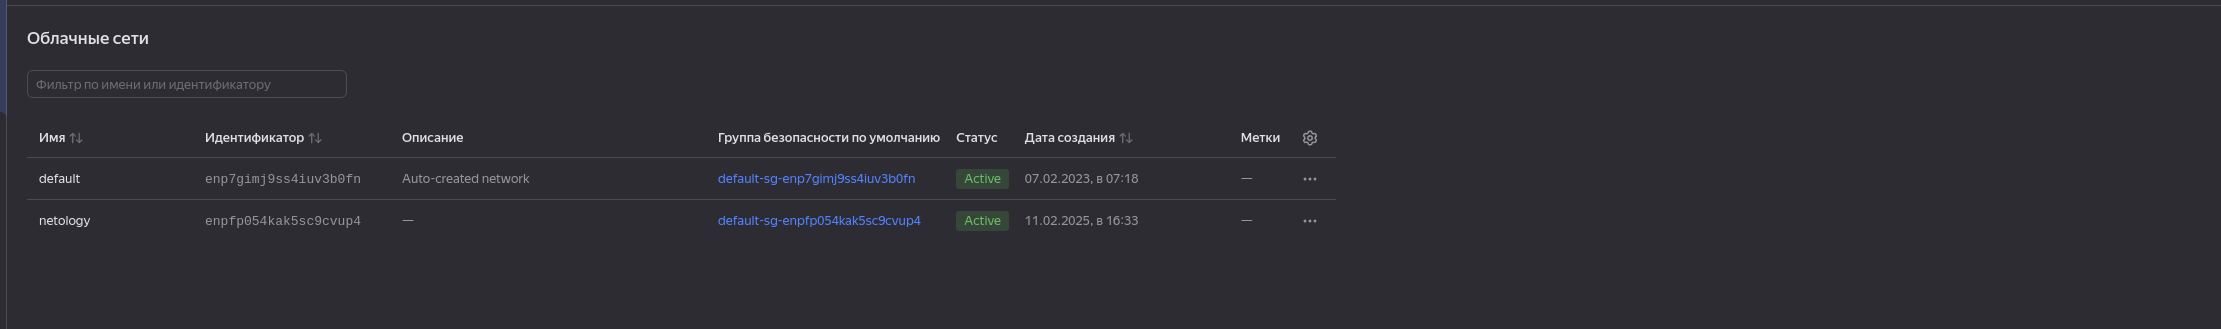 Облачные сети
Фильтр по имени или идентификатору
Имя Идентификатор Описание Группа безопасности по умолчанию Статус Дата создания Метки
default enp7gimj9ss4iuv3b0fn Auto-created network default-sg-enp7gimj9ss4iuv3b0fn Active 07.02.2023, в 07:18 —
netology enpfp054kak5sc9cvup4 — default-sg-enpfp054kak5sc9cvup4 Active 11.02.2025, в 16:33 —